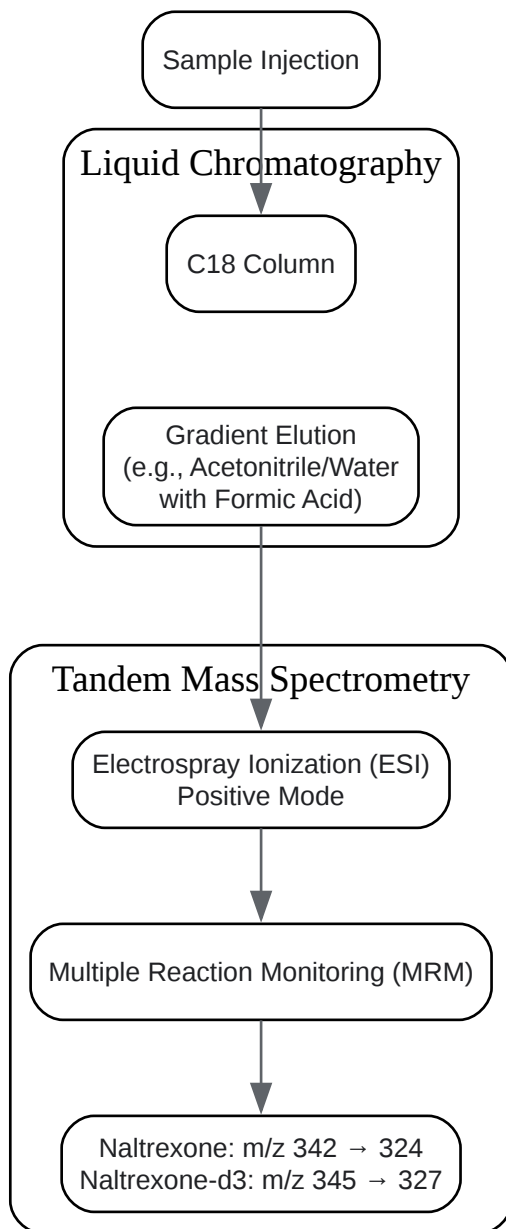 Sample Injection
Liquid Chromatography
C18 Column
Gradient Elution
(e.g., Acetonitrile/Water
with Formic Acid)
Tandem Mass Spectrometry
Electrospray Ionization (ESI)
Positive Mode
Multiple Reaction Monitoring (MRM)
Naltrexone: m/z 342 → 324
Naltrexone-d3: m/z 345 → 327